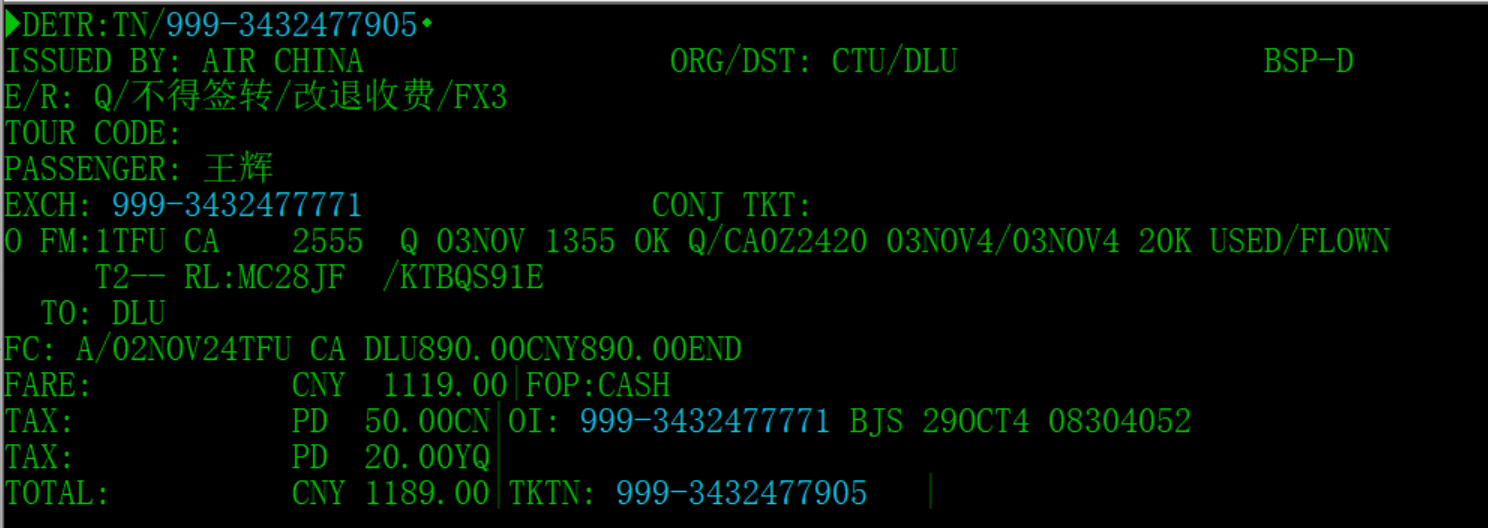 ▶DETR:TN/999-3432477905•
ISSUED BY: AIR CHINA ORG/DST: CTU/DLU BSP-D
E/R: Q/不得签转/改退收费/FX3
TOUR CODE:
PASSENGER: 王辉
EXCH: 999-3432477771 CONJ TKT:
O FM:1TFU CA 2555 Q 03NOV 1355 OK Q/CA0Z2420 03NOV4/03NOV4 20K USED/FLOWN
T2-- RL:MC28JF /KTBQS91E
TO: DLU
FC: A/02NOV24TFU CA DLU890.00CNY890.00END
FARE: CNY 1119.00|FOP:CASH
TAX: PD 50.00CN|OI: 999-3432477771 BJS 29OCT4 08304052
TAX: PD 20.00YQ|
TOTAL: CNY 1189.00|TKTN: 999-3432477905 |